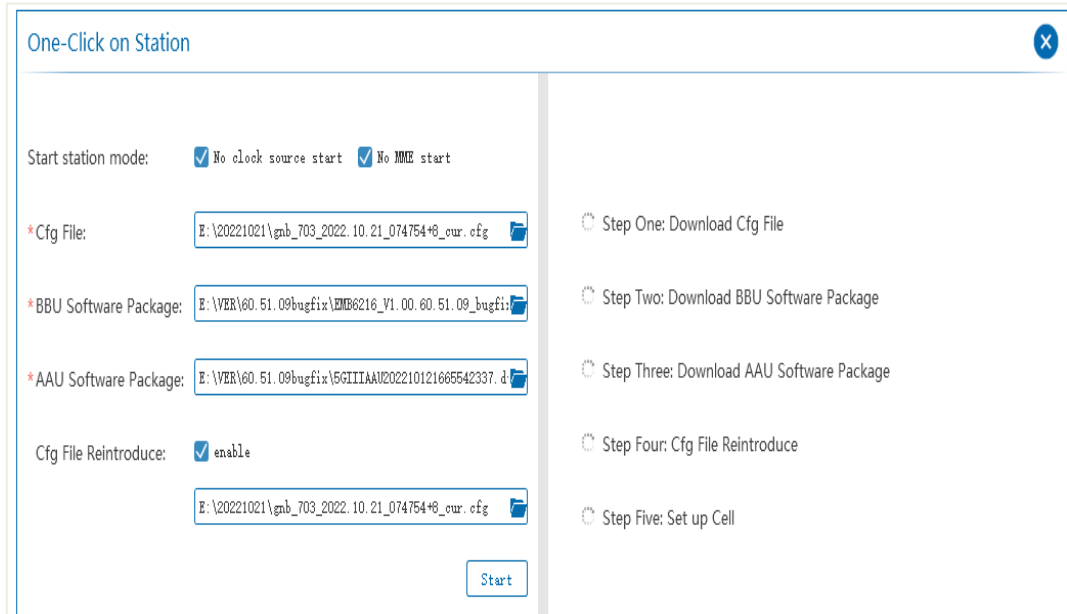 One-Click on Station
Start station mode: No clock source start No MME start
*Cfg File: E:\20221021\gnb_703_2022.10.21_074754+8_cur.cfg
*BBU Software Package: E:\VER\60.51.09bugfix\EMB6216_V1.00.60.51.09_bugfix
*AAU Software Package: E:\VER\60.51.09bugfix\5GIIIAAU202210121665542337.d
Cfg File Reintroduce: enable
E:\20221021\gnb_703_2022.10.21_074754+8_cur.cfg
Start
Step One: Download Cfg File
Step Two: Download BBU Software Package
Step Three: Download AAU Software Package
Step Four: Cfg File Reintroduce
Step Five: Set up Cell